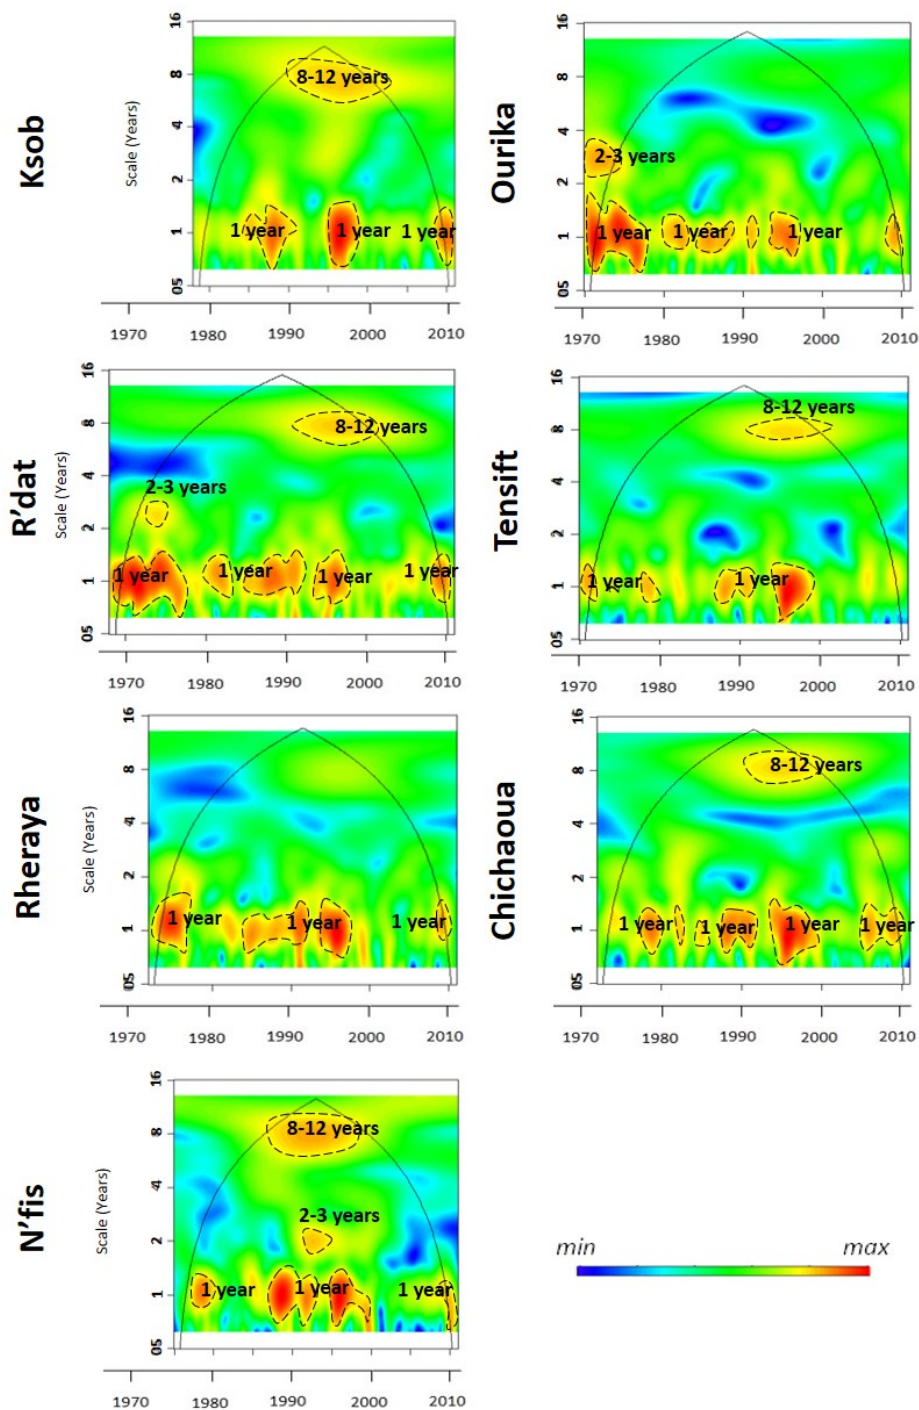 Ksob
Scale (Years)
16
8
4
2
1
05
8-12 years
1 year
1 year
1 year
1970 1980 1990 2000 2010
Ourika
16
8
4
2
1
05
2-3 years
1 year
1 year
1 year
1970 1980 1990 2000 2010
R'dat
Scale (Years)
16
8
4
2
1
05
8-12 years
2-3 years
1 year
1 year
1 year
1 year
1970 1980 1990 2000 2010
Tensift
16
8
4
2
1
05
8-12 years
1 year
1 year
1970 1980 1990 2000 2010
Rheraya
Scale (Years)
16
8
4
2
1
05
1 year
1 year
1 year
1970 1980 1990 2000 2010
Chichaoua
16
8
4
2
1
05
8-12 years
1 year
1 year
1 year
1 year
1970 1980 1990 2000 2010
N'fis
Scale (Years)
16
8
4
2
1
05
8-12 years
2-3 years
1 year
1 year
1 year
1970 1980 1990 2000 2010
min max